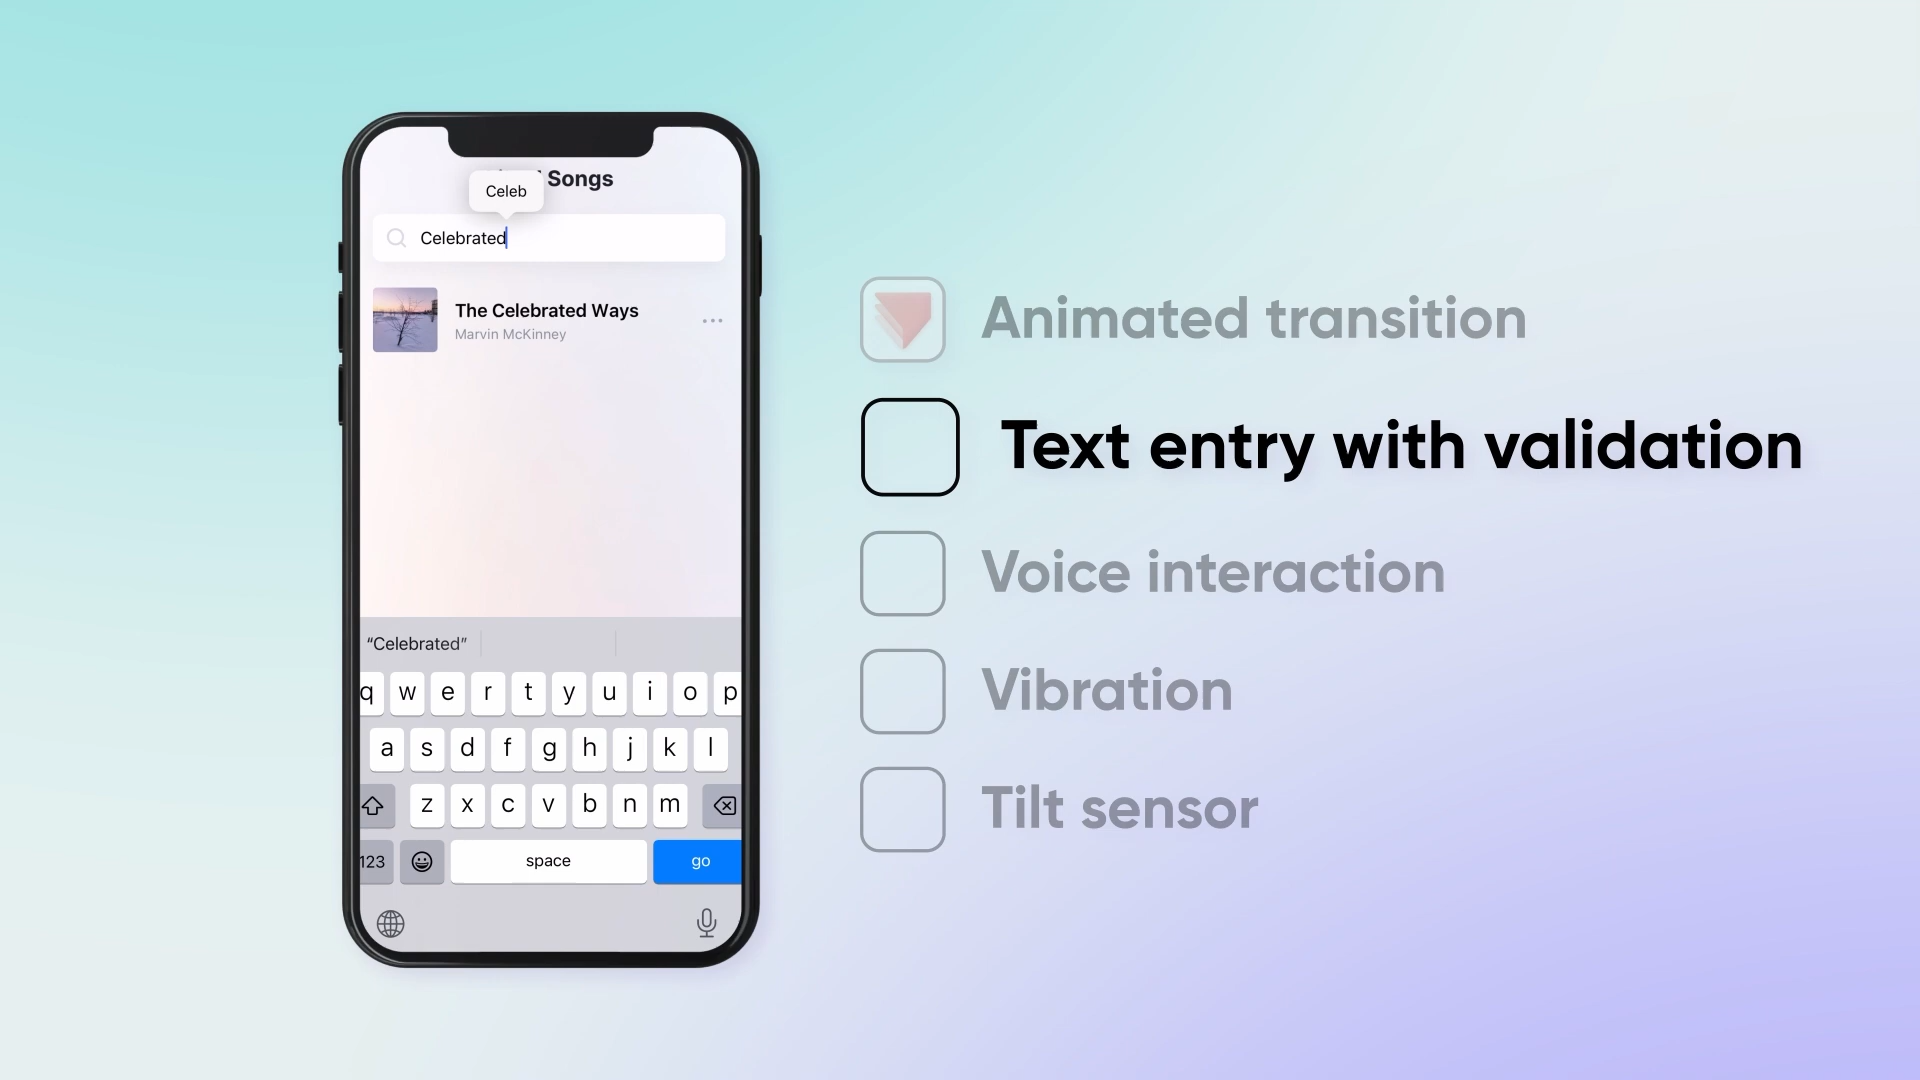 Songs
Celeb
Celebrated
The Celebrated Ways
Marvin McKinney
“Celebrated”
q w e r t y u i o p
a s d f g h j k l
z x c v b n m
123 space go
Animated transition
Text entry with validation
Voice interaction
Vibration
Tilt sensor